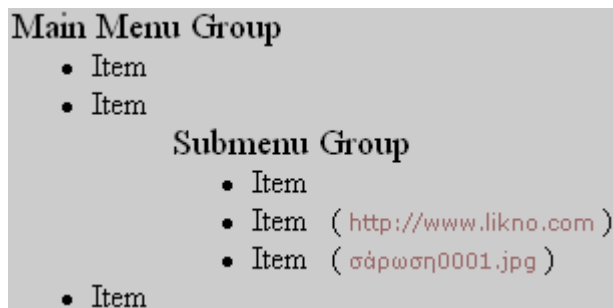 Main Menu Group
• Item
• Item
Submenu Group
• Item
• Item ( http://www.likno.com )
• Item ( σάρωση0001.jpg )
• Item